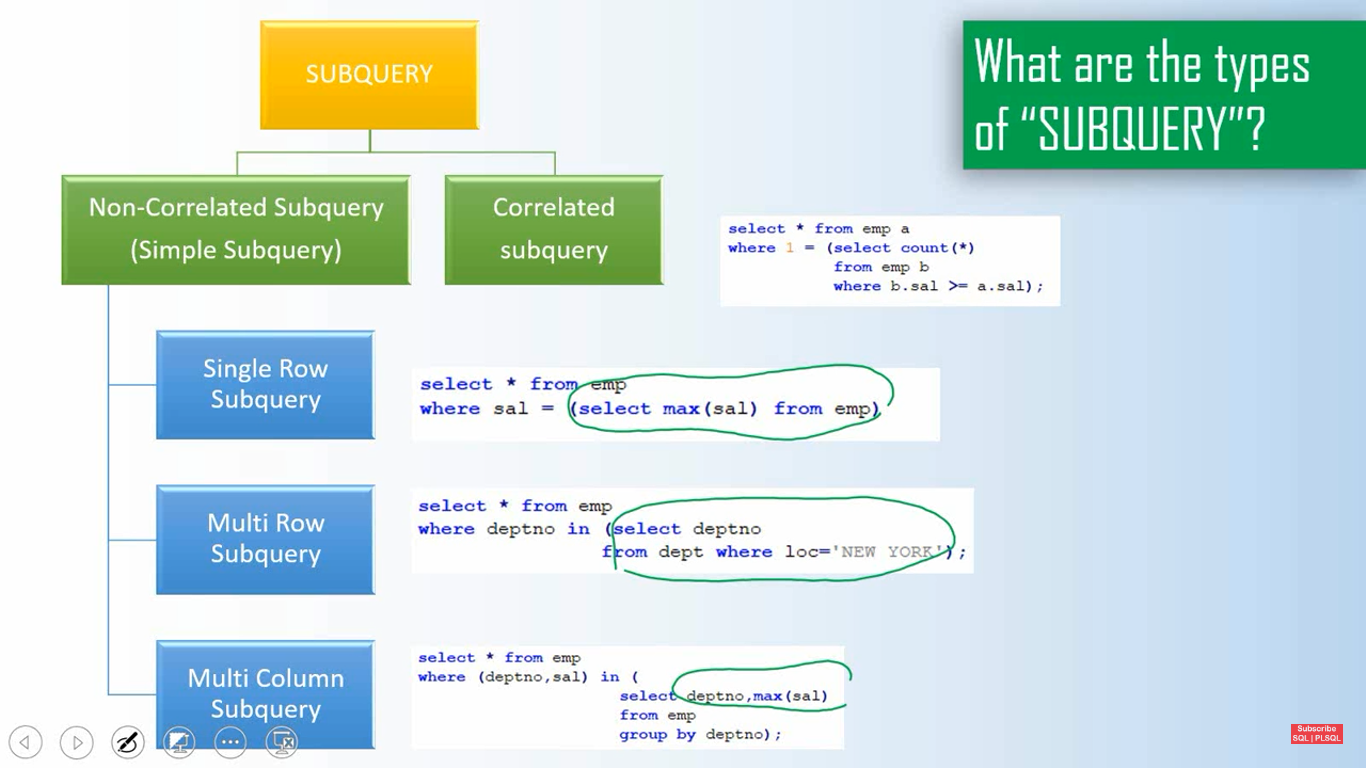 What are the types
of “SUBQUERY”?
SUBQUERY
Non-Correlated Subquery
(Simple Subquery)
Correlated
subquery
select * from emp a
where 1 = (select count(*)
from emp b
where b.sal >= a.sal);
Single Row
Subquery
select * from emp
where sal = (select max(sal) from emp)
Multi Row
Subquery
select * from emp
where deptno in (select deptno
from dept where loc='NEW YORK');
Multi Column
Subquery
select * from emp
where (deptno,sal) in (
select deptno,max(sal)
from emp
group by deptno);
Subscribe
SQL | PLSQL